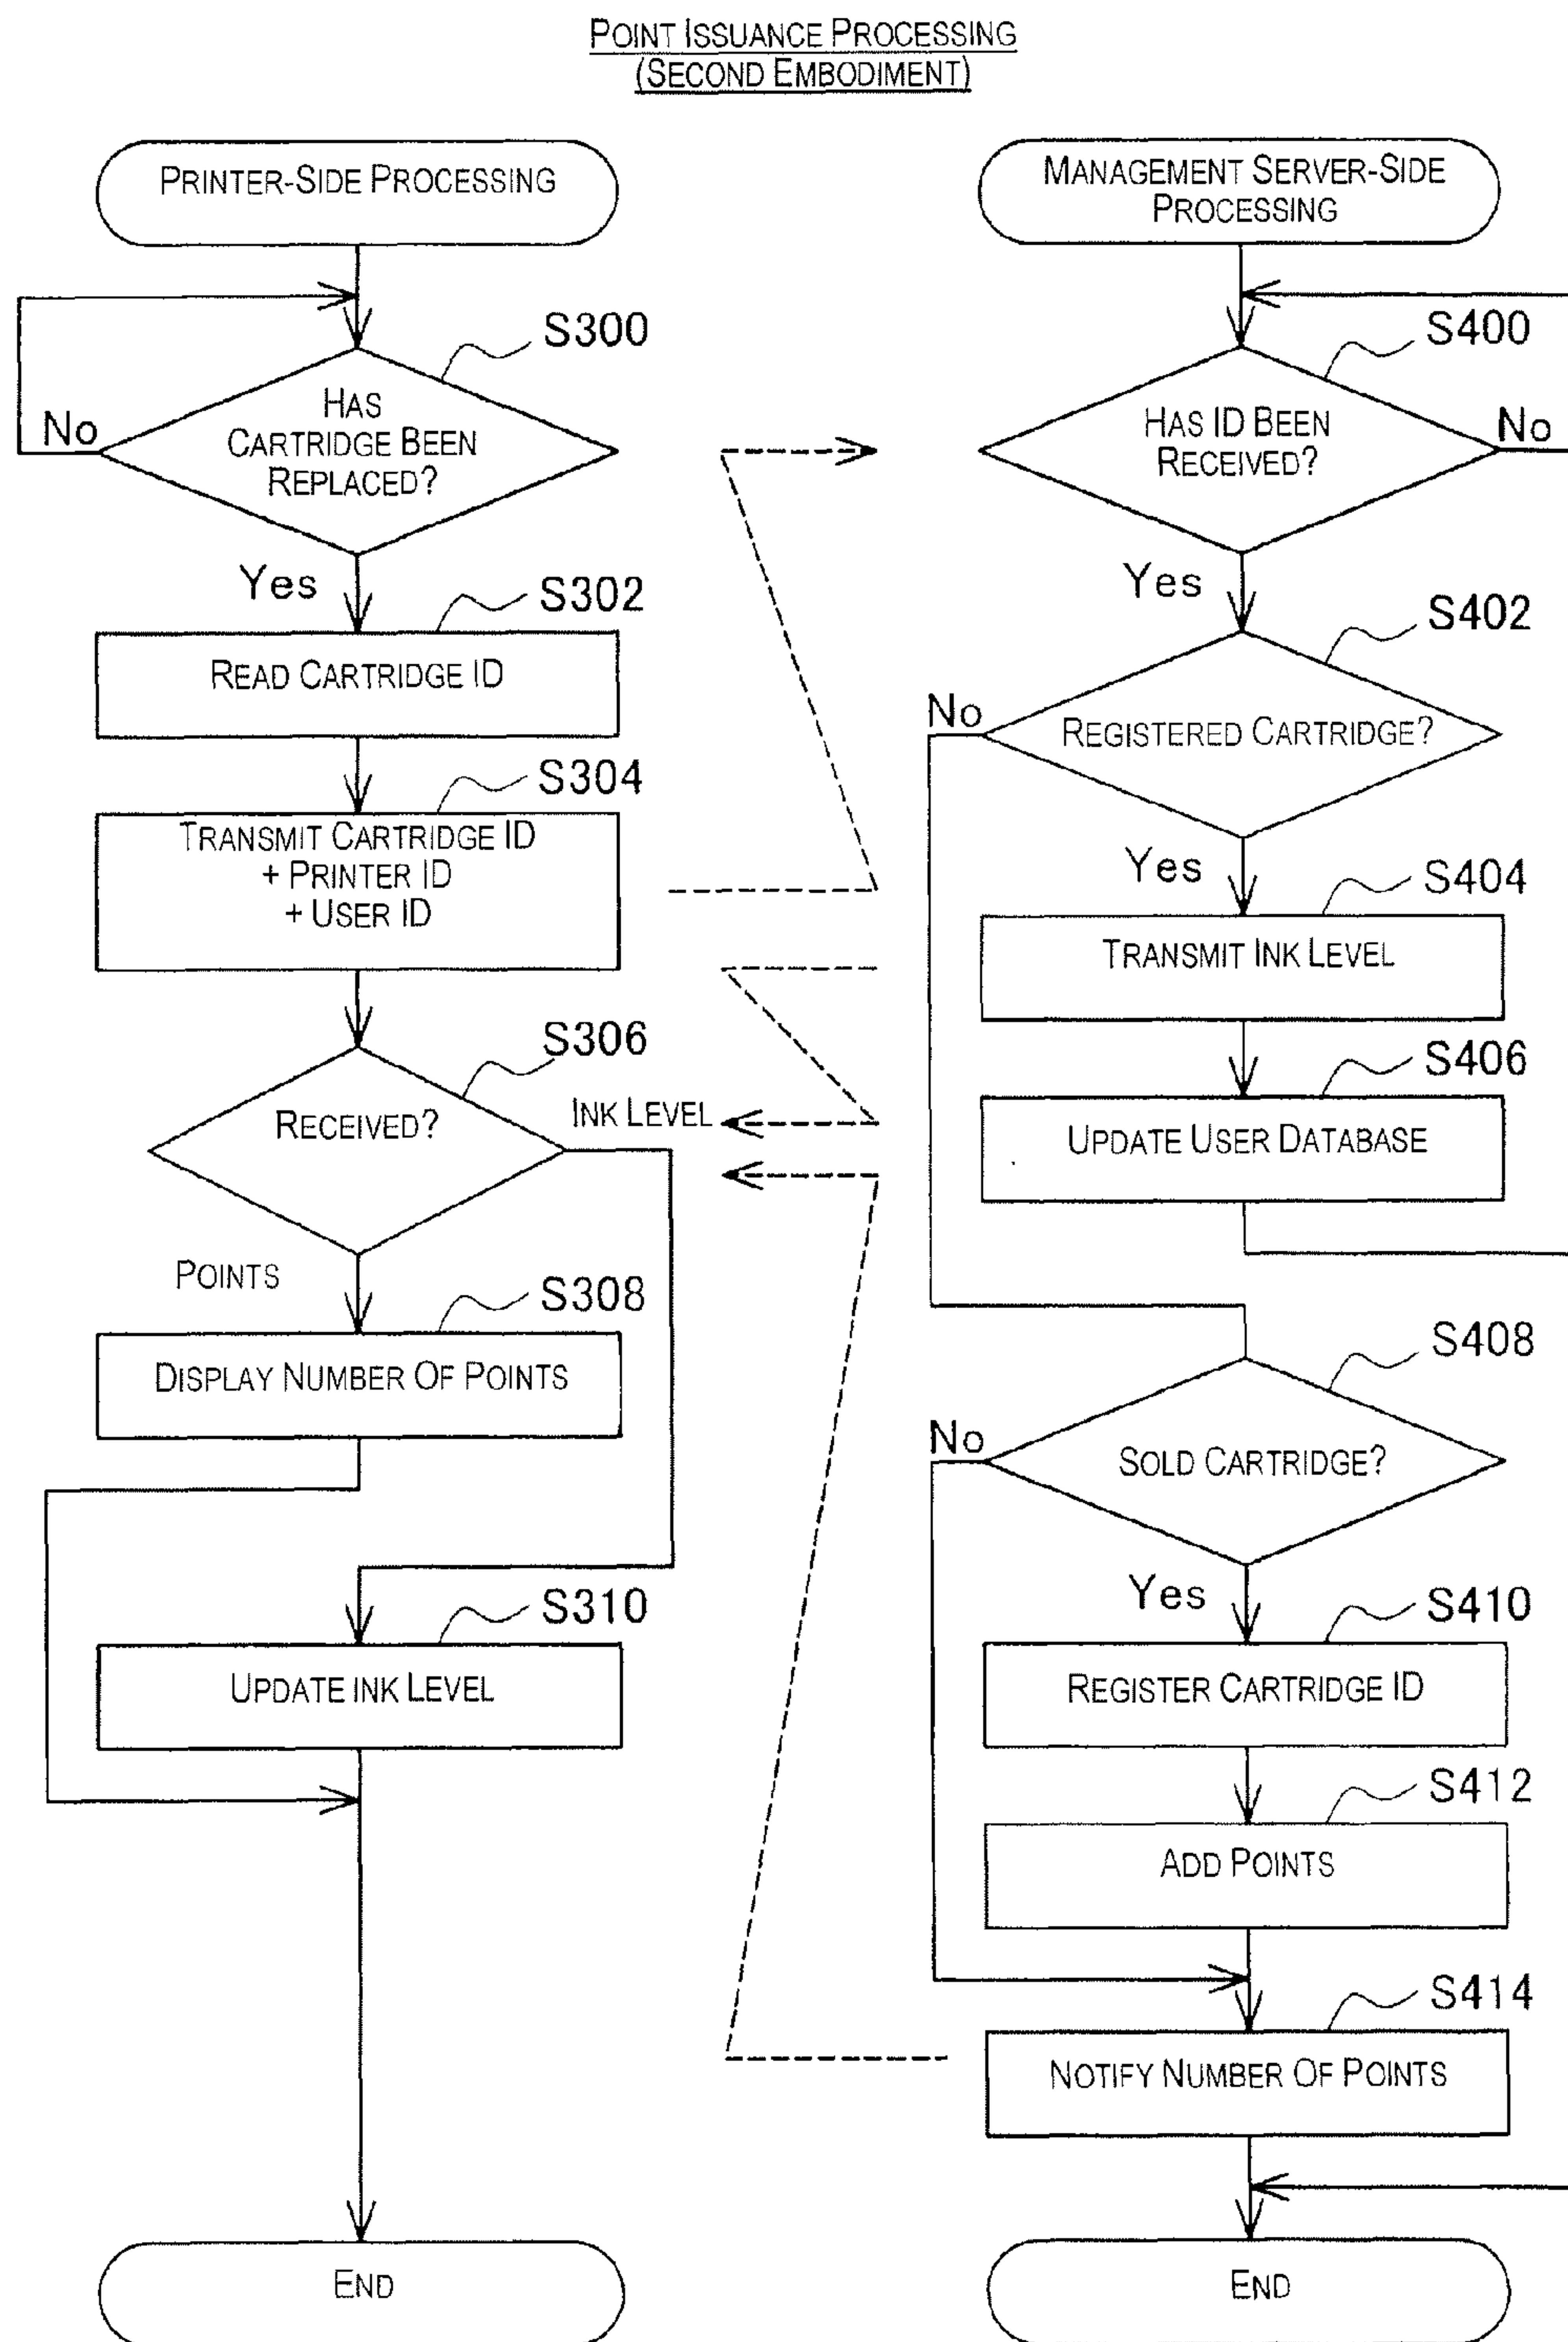 POINT ISSUANCE PROCESSING
(SECOND EMBODIMENT)
PRINTER-SIDE PROCESSING
S300
HAS
CARTRIDGE BEEN
REPLACED?
No
Yes
S302
READ CARTRIDGE ID
S304
TRANSMIT CARTRIDGE ID
+ PRINTER ID
+ USER ID
S306
RECEIVED?
INK LEVEL
POINTS
S308
DISPLAY NUMBER OF POINTS
S310
UPDATE INK LEVEL
END
MANAGEMENT SERVER-SIDE
PROCESSING
S400
HAS ID BEEN
RECEIVED?
No
Yes
S402
No
REGISTERED CARTRIDGE?
Yes
S404
TRANSMIT INK LEVEL
S406
UPDATE USER DATABASE
S408
No
SOLD CARTRIDGE?
Yes
S410
REGISTER CARTRIDGE ID
S412
ADD POINTS
S414
NOTIFY NUMBER OF POINTS
END